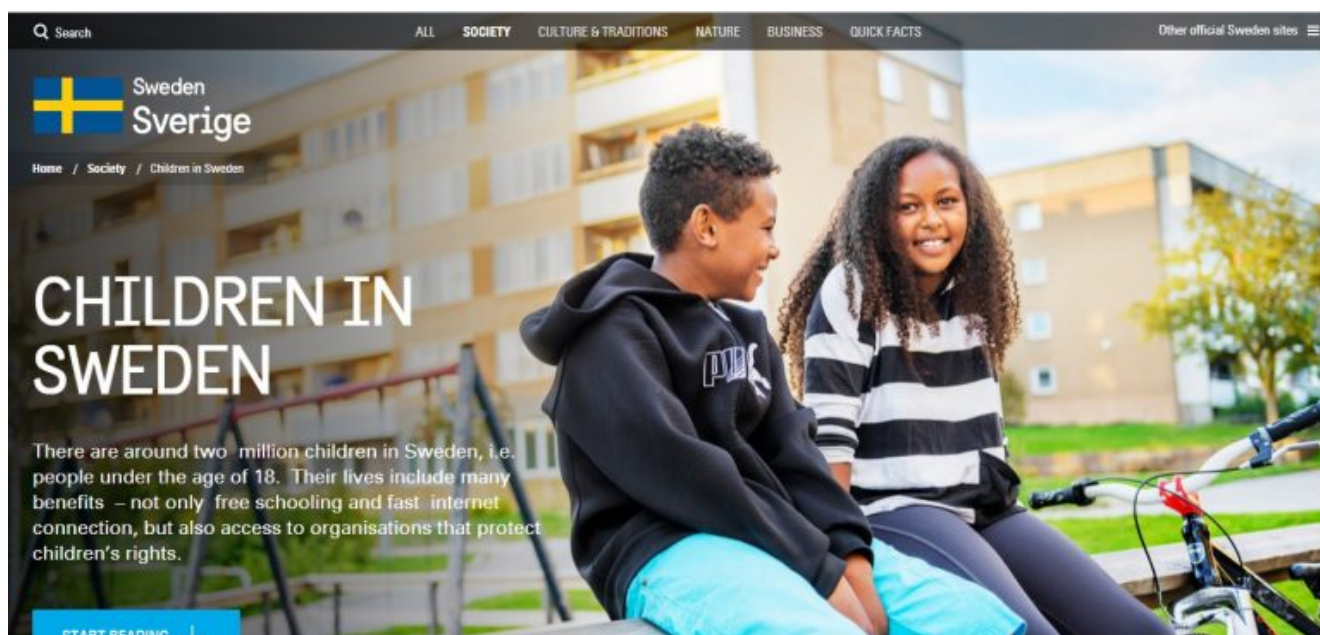 Search
ALL SOCIETY CULTURE & TRADITIONS NATURE BUSINESS QUICK FACTS
Other official Sweden sites
Sweden
Sverige
Home / Society / Children in Sweden
CHILDREN IN
SWEDEN
There are around two million children in Sweden, i.e.
people under the age of 18. Their lives include many
benefits – not only free schooling and fast internet
connection, but also access to organisations that protect
children's rights.
START READING